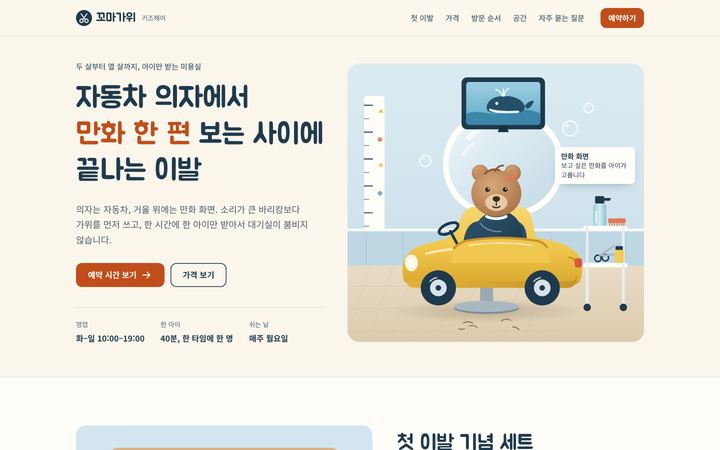 꼬마가위 키즈헤어
첫 이발 가격 방문 순서 공간 자주 묻는 질문 예약하기
두 살부터 열 살까지, 아이만 받는 미용실
자동차 의자에서
만화 한 편 보는 사이에
끝나는 이발
의자는 자동차, 거울 위에는 만화 화면. 소리가 큰 바리캉보다
가위를 먼저 쓰고, 한 시간에 한 아이만 받아서 대기실이 붐비지
않습니다.
예약 시간 보기 → 가격 보기
영업 한 아이 쉬는 날
화–일 10:00–19:00 40분, 한 타임에 한 명 매주 월요일
만화 화면
보고 싶은 만화를 아이가
고릅니다
첫 이발 기념 세트